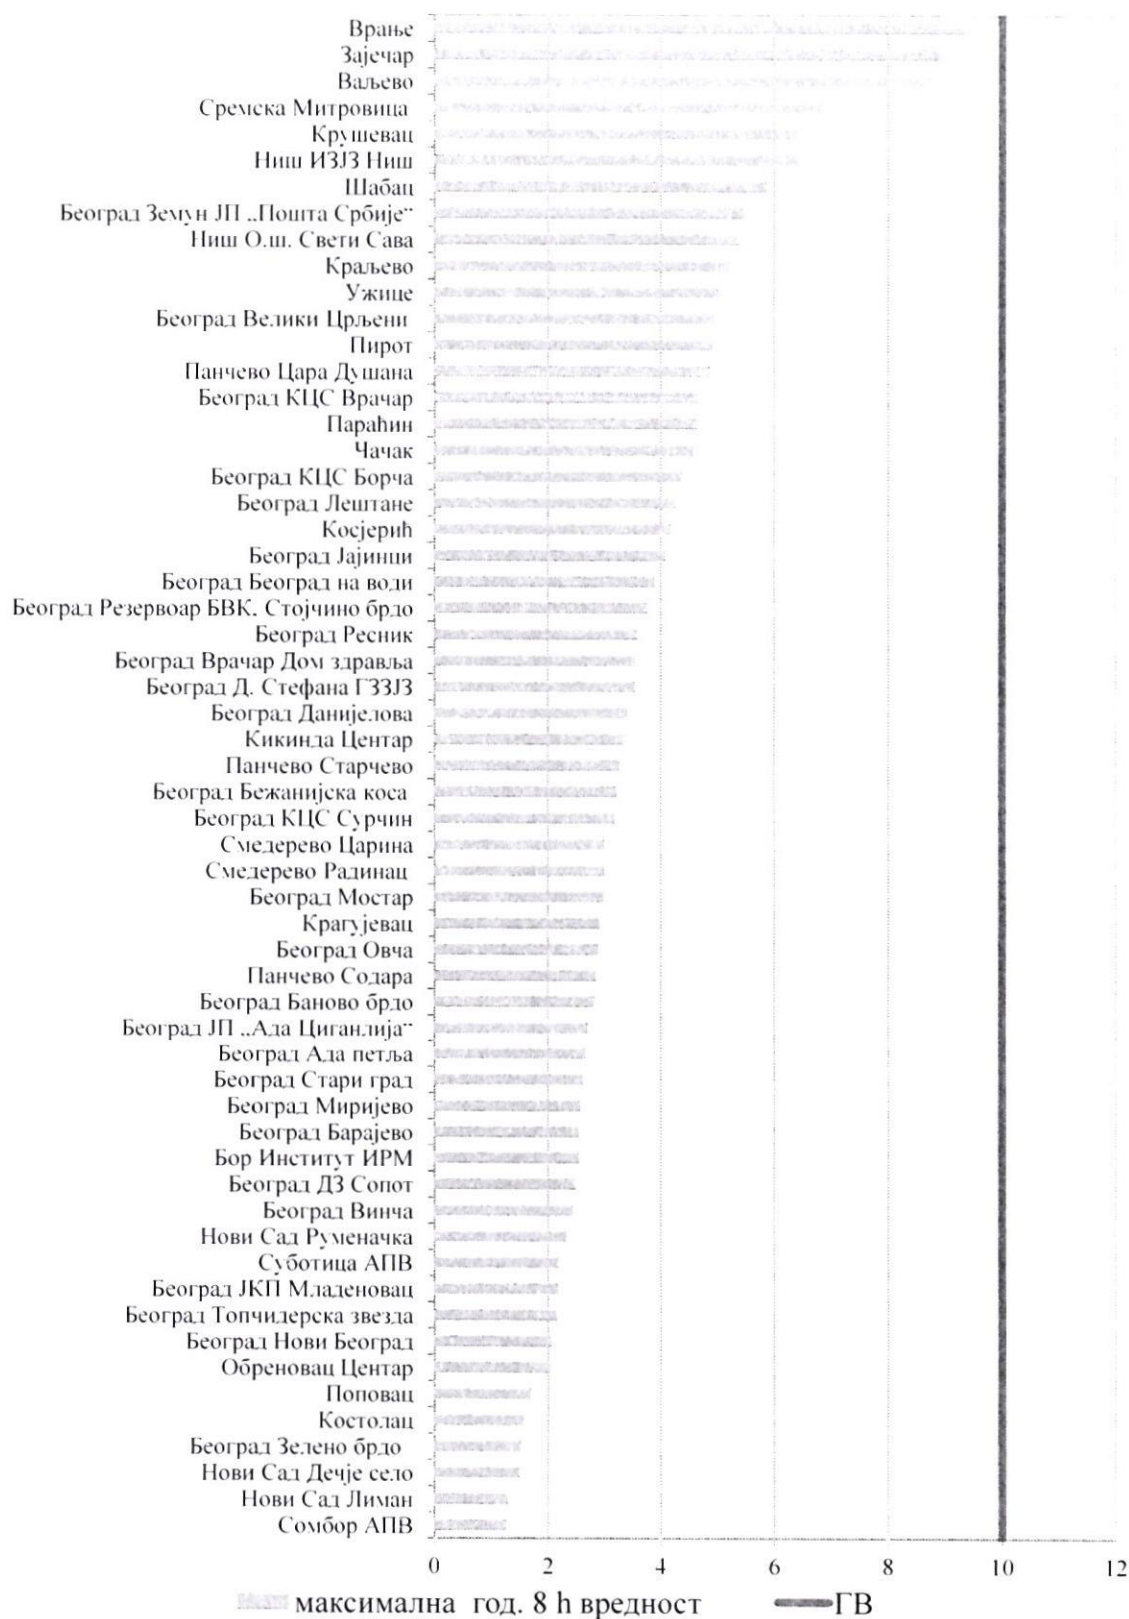 Врање
Зајечар
Ваљево
Сремска Митровица
Крушевац
Ниш ИЗЈЗ Ниш
Шабац
Београд Земун ЈП „Пошта Србије“
Ниш О.ш. Свети Сава
Краљево
Ужице
Београд Велики Црљени
Пирот
Панчево Цара Душана
Београд КЦС Врачар
Параћин
Чачак
Београд КЦС Борча
Београд Лештане
Косјерић
Београд Јајинци
Београд Београд на води
Београд Резервоар БВК. Стојчино брдо
Београд Ресник
Београд Врачар Дом здравља
Београд Д. Стефана ГЗЗЈЗ
Београд Данијелова
Кикинда Центар
Панчево Старчево
Београд Бежанијска коса
Београд КЦС Сурчин
Смедерево Царина
Смедерево Радинац
Београд Мостар
Крагујевац
Београд Овча
Панчево Содара
Београд Баново брдо
Београд ЈП „Ада Циганлија“
Београд Ада петља
Београд Стари град
Београд Миријево
Београд Барајево
Бор Институт ИРМ
Београд ДЗ Сопот
Београд Винча
Нови Сад Руменачка
Суботица АПВ
Београд ЈКП Младеновац
Београд Топчидерска звезда
Београд Нови Београд
Обреновац Центар
Поповац
Костолац
Београд Зелено брдо
Нови Сад Дечје село
Нови Сад Лиман
Сомбор АПВ
0 2 4 6 8 10 12
максимална год. 8 h вредност ГВ